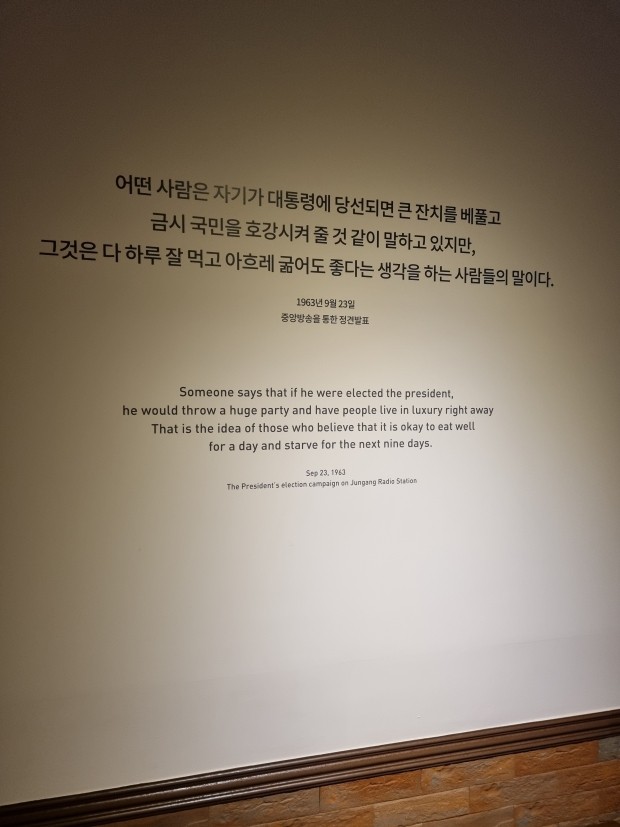 어떤 사람은 자기가 대통령에 당선되면 큰 잔치를 베풀고
금시 국민을 호강시켜 줄 것 같이 말하고 있지만,
그것은 다 하루 잘 먹고 아흐레 굶어도 좋다는 생각을 하는 사람들의 말이다.
1963년 9월 23일
중앙방송을 통한 정견발표
Someone says that if he were elected the president,
he would throw a huge party and have people live in luxury right away
That is the idea of those who believe that it is okay to eat well
for a day and starve for the next nine days.
Sep 23, 1963
The President's election campaign on Jungang Radio Station